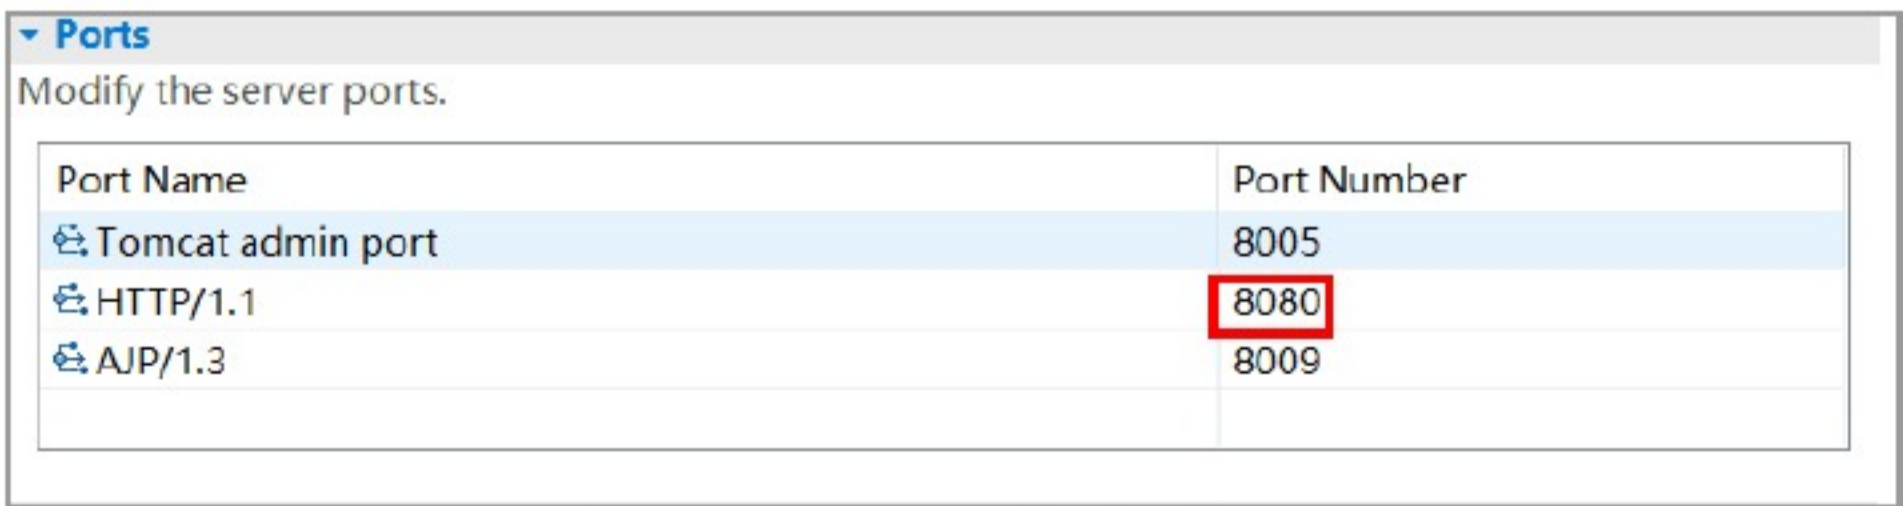 Ports
Modify the server ports.
Port Name Port Number
Tomcat admin port 8005
HTTP/1.1 8080
AJP/1.3 8009